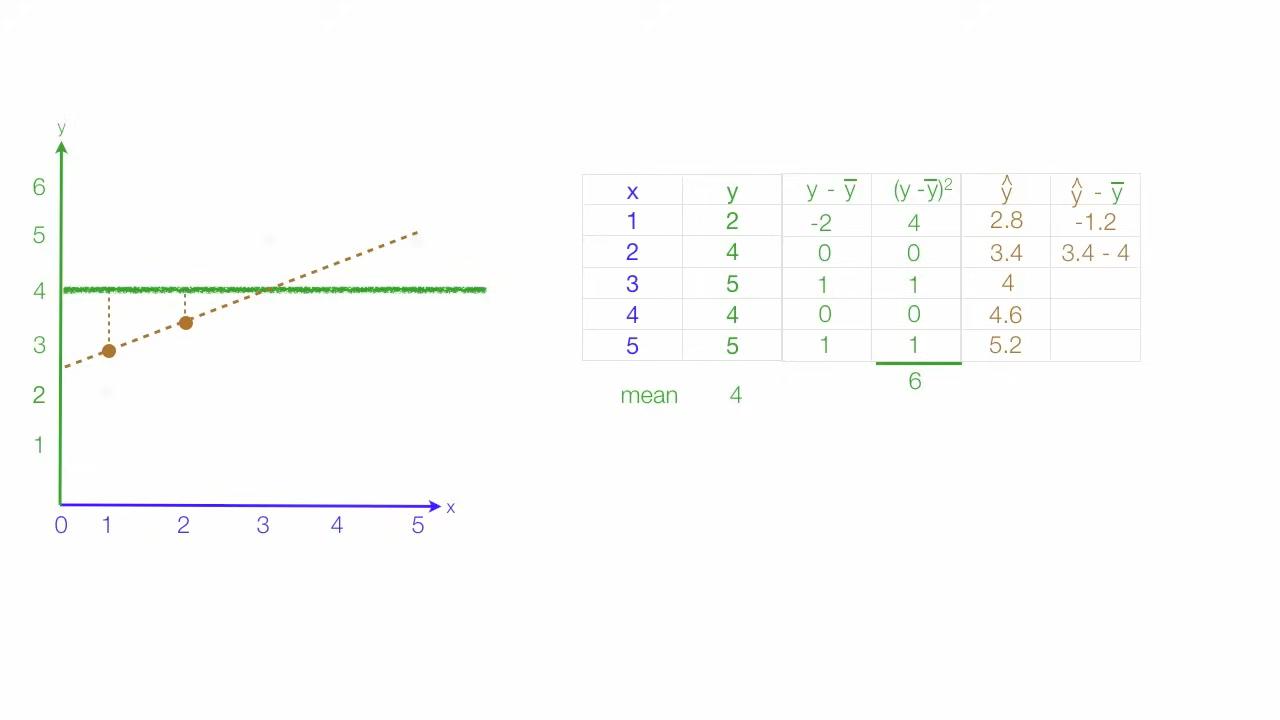 y
6
5
4
3
2
1
0 1 2 3 4 5 x
x y y - y̅ (y - y̅)² ŷ ŷ - y̅
1 2 -2 4 2.8 -1.2
2 4 0 0 3.4 3.4 - 4
3 5 1 1 4
4 4 0 0 4.6
5 5 1 1 5.2
6
mean 4